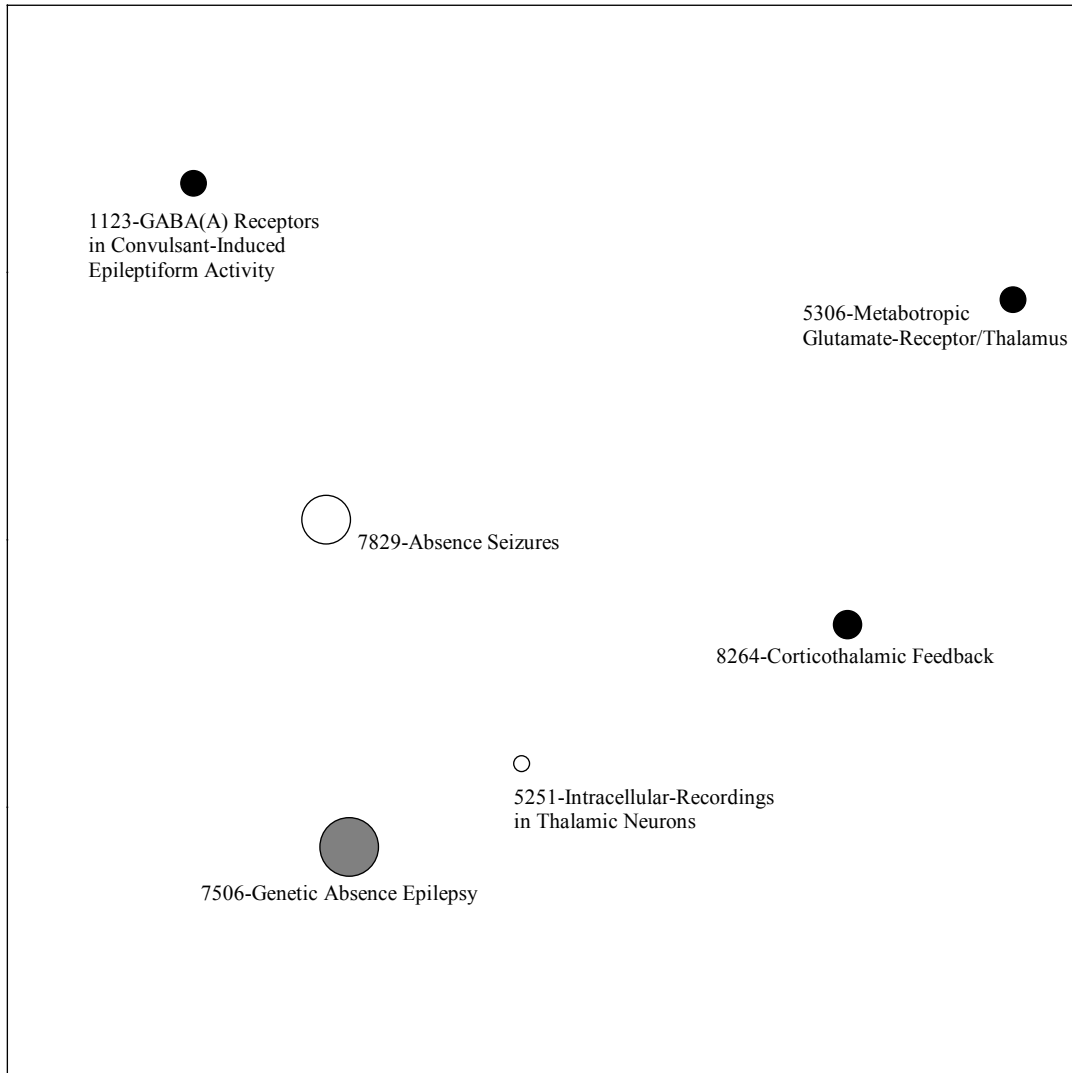 1123-GABA(A) Receptors
in Convulsant-Induced
Epileptiform Activity
5306-Metabotropic
Glutamate-Receptor/Thalamus
7829-Absence Seizures
8264-Corticothalamic Feedback
5251-Intracellular-Recordings
in Thalamic Neurons
7506-Genetic Absence Epilepsy